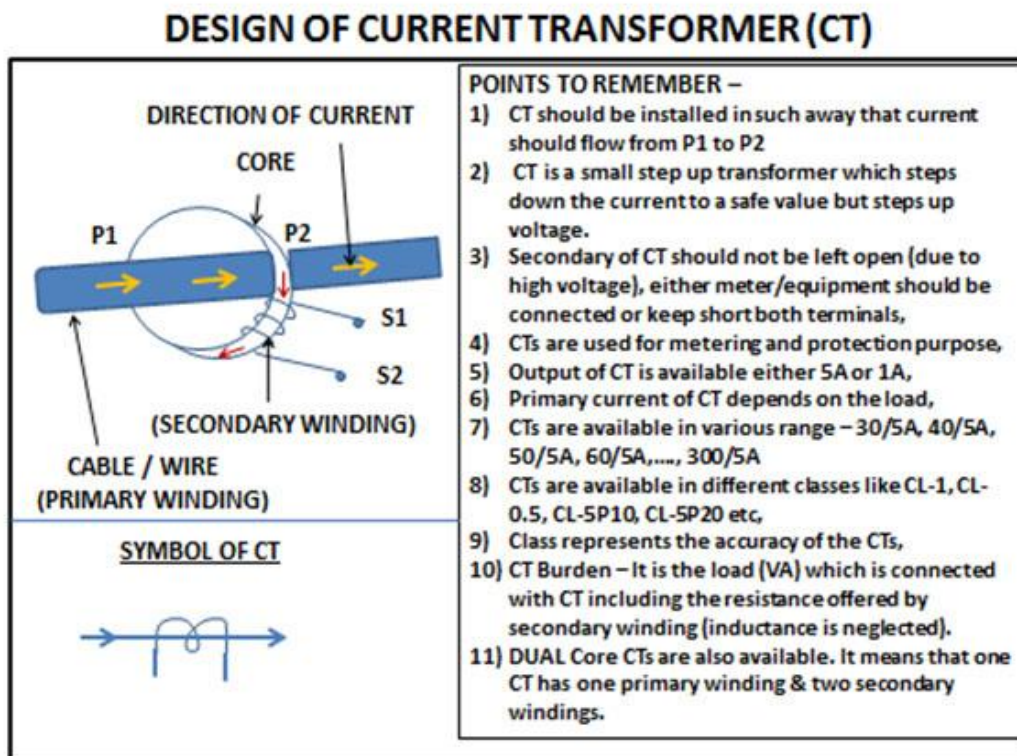 DESIGN OF CURRENT TRANSFORMER (CT)
DIRECTION OF CURRENT
CORE
P1
P2
S1
S2
(SECONDARY WINDING)
CABLE / WIRE
(PRIMARY WINDING)
SYMBOL OF CT
POINTS TO REMEMBER –
1) CT should be installed in such away that current
should flow from P1 to P2
2) CT is a small step up transformer which steps
down the current to a safe value but steps up
voltage.
3) Secondary of CT should not be left open (due to
high voltage), either meter/equipment should be
connected or keep short both terminals,
4) CTs are used for metering and protection purpose,
5) Output of CT is available either 5A or 1A,
6) Primary current of CT depends on the load,
7) CTs are available in various range – 30/5A, 40/5A,
50/5A, 60/5A,...., 300/5A
8) CTs are available in different classes like CL-1, CL-
0.5, CL-5P10, CL-5P20 etc,
9) Class represents the accuracy of the CTs,
10) CT Burden – It is the load (VA) which is connected
with CT including the resistance offered by
secondary winding (inductance is neglected).
11) DUAL Core CTs are also available. It means that one
CT has one primary winding & two secondary
windings.